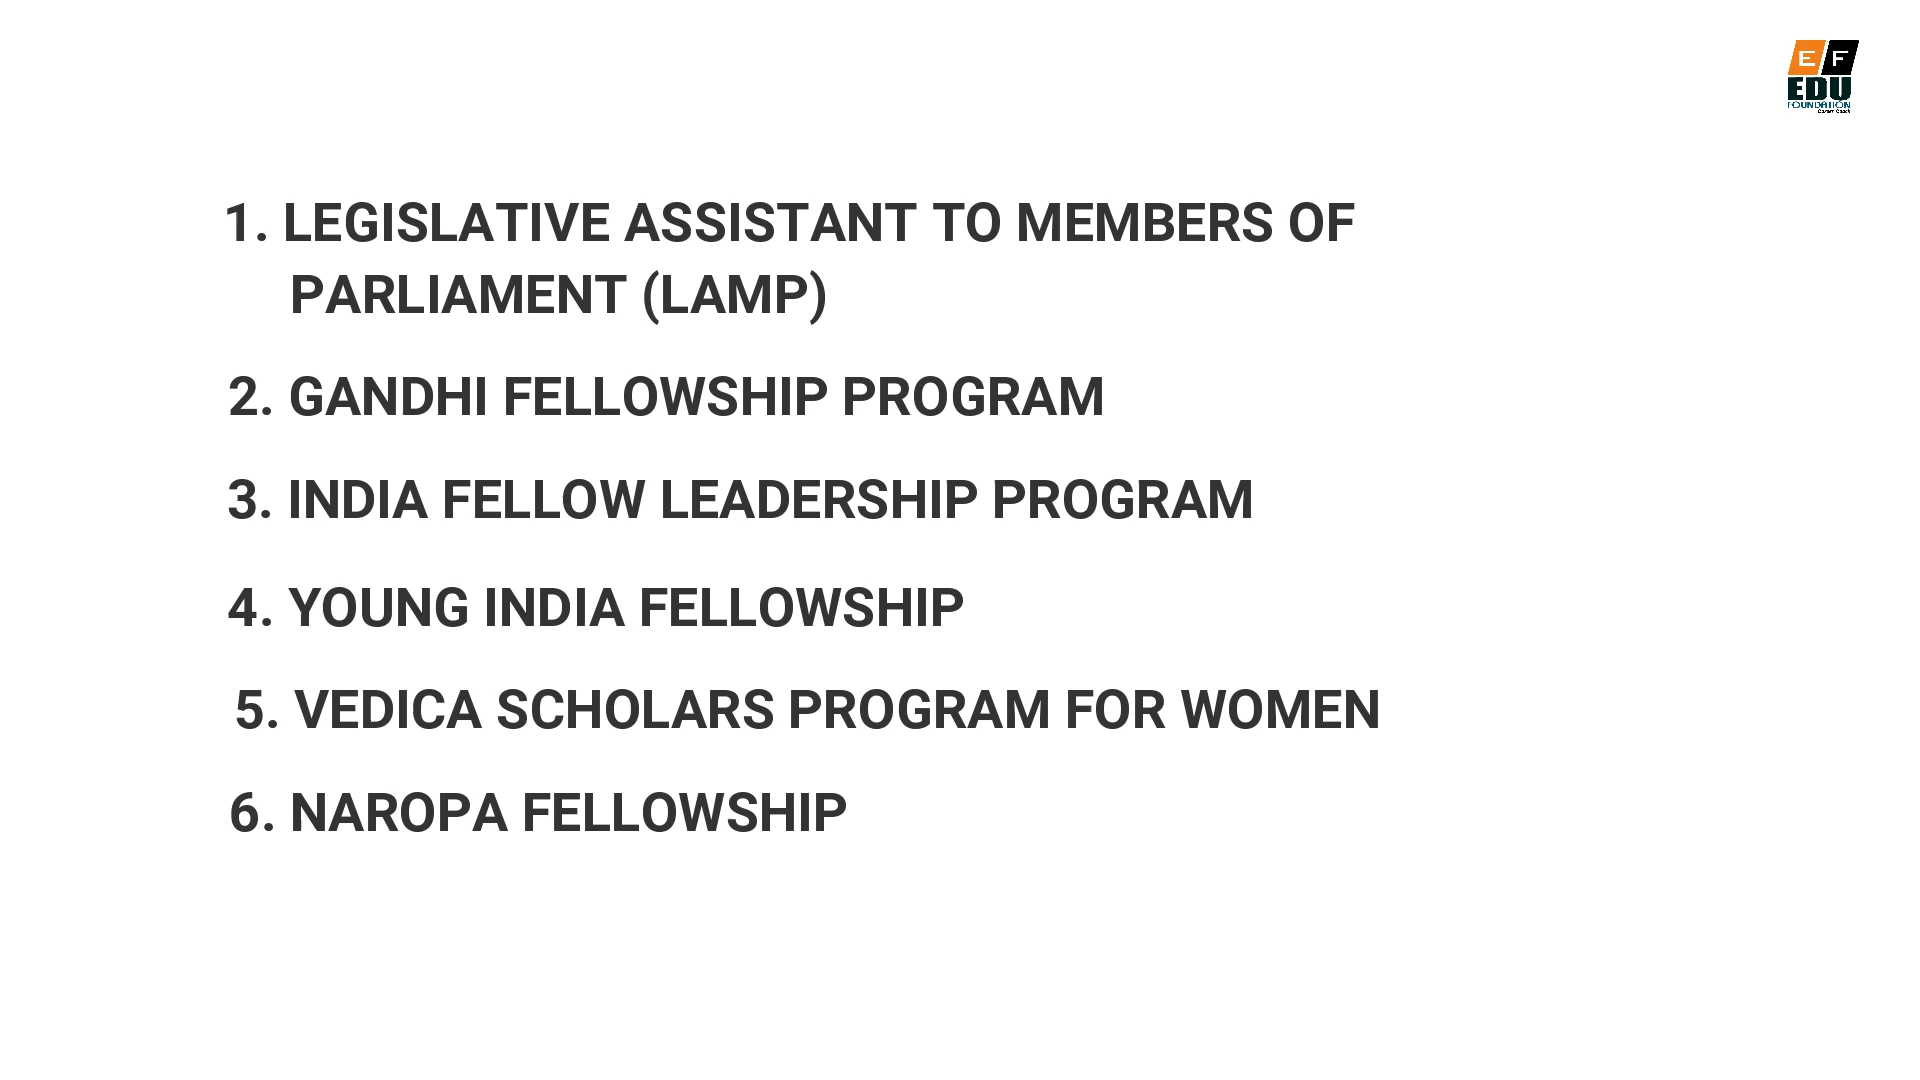 E F
EDU
FOUNDATION
1. LEGISLATIVE ASSISTANT TO MEMBERS OF
PARLIAMENT (LAMP)
2. GANDHI FELLOWSHIP PROGRAM
3. INDIA FELLOW LEADERSHIP PROGRAM
4. YOUNG INDIA FELLOWSHIP
5. VEDICA SCHOLARS PROGRAM FOR WOMEN
6. NAROPA FELLOWSHIP